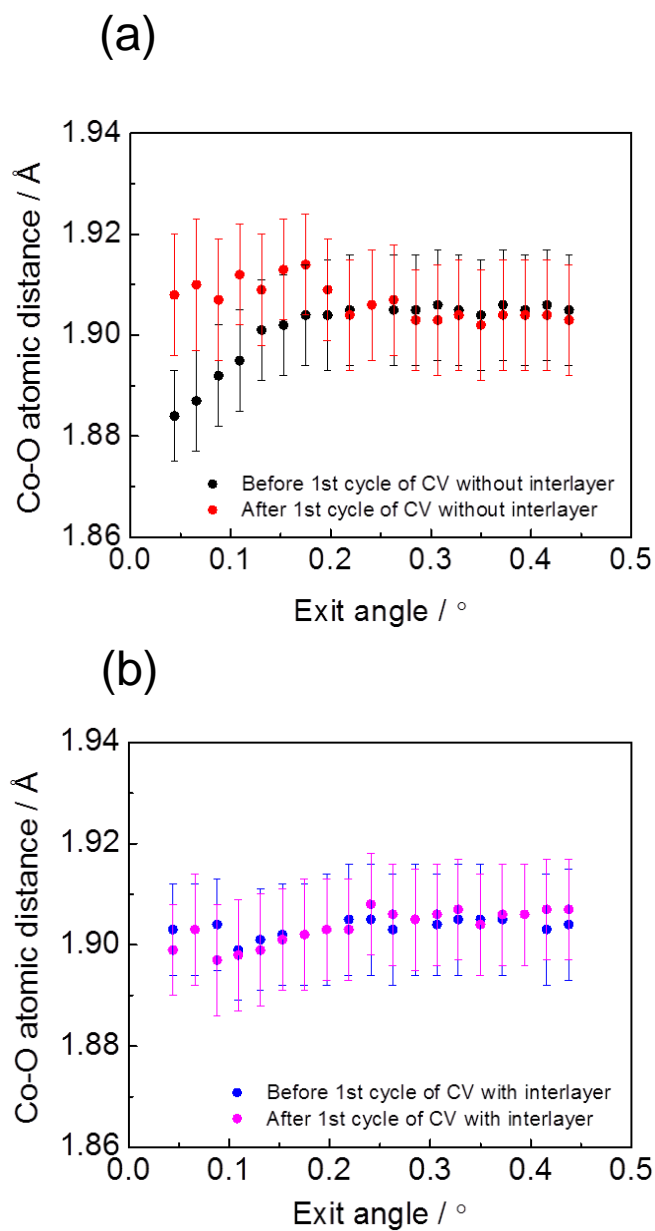 (a)
1.94
1.92
1.90
1.88
1.86
Co-O atomic distance / Å
Before 1st cycle of CV without interlayer
After 1st cycle of CV without interlayer
0.0 0.1 0.2 0.3 0.4 0.5
Exit angle / °
(b)
1.94
1.92
1.90
1.88
1.86
Co-O atomic distance / Å
Before 1st cycle of CV with interlayer
After 1st cycle of CV with interlayer
0.0 0.1 0.2 0.3 0.4 0.5
Exit angle / °